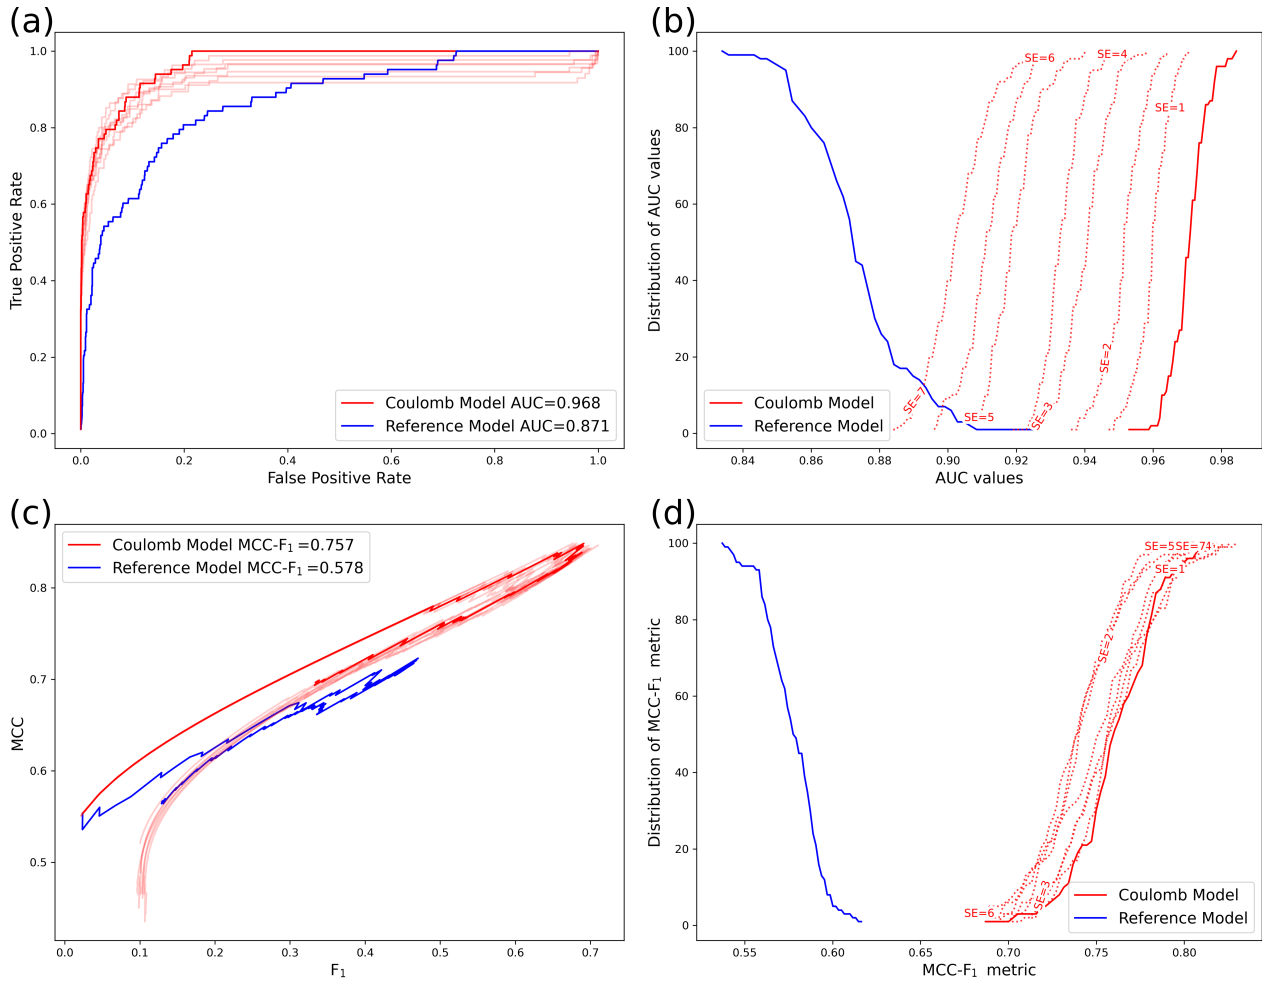 (a)
1.0
0.8
0.6
0.4
0.2
0.0
True Positive Rate
0.0 0.2 0.4 0.6 0.8 1.0
False Positive Rate
Coulomb Model AUC=0.968
Reference Model AUC=0.871
(b)
100
80
60
40
20
0
Distribution of AUC values
SE=6
SE=4
SE=1
SE=2
SE=7
SE=5
SE=3
Coulomb Model
Reference Model
0.84 0.86 0.88 0.90 0.92 0.94 0.96 0.98
AUC values
(c)
Coulomb Model MCC-F₁ =0.757
Reference Model MCC-F₁ =0.578
0.8
0.7
0.6
0.5
MCC
0.0 0.1 0.2 0.3 0.4 0.5 0.6 0.7
F₁
(d)
100
80
60
40
20
0
Distribution of MCC-F₁ metric
SE=5
SE=7
SE=1
SE=2
SE=3
SE=6
Coulomb Model
Reference Model
0.55 0.60 0.65 0.70 0.75 0.80
MCC-F₁ metric